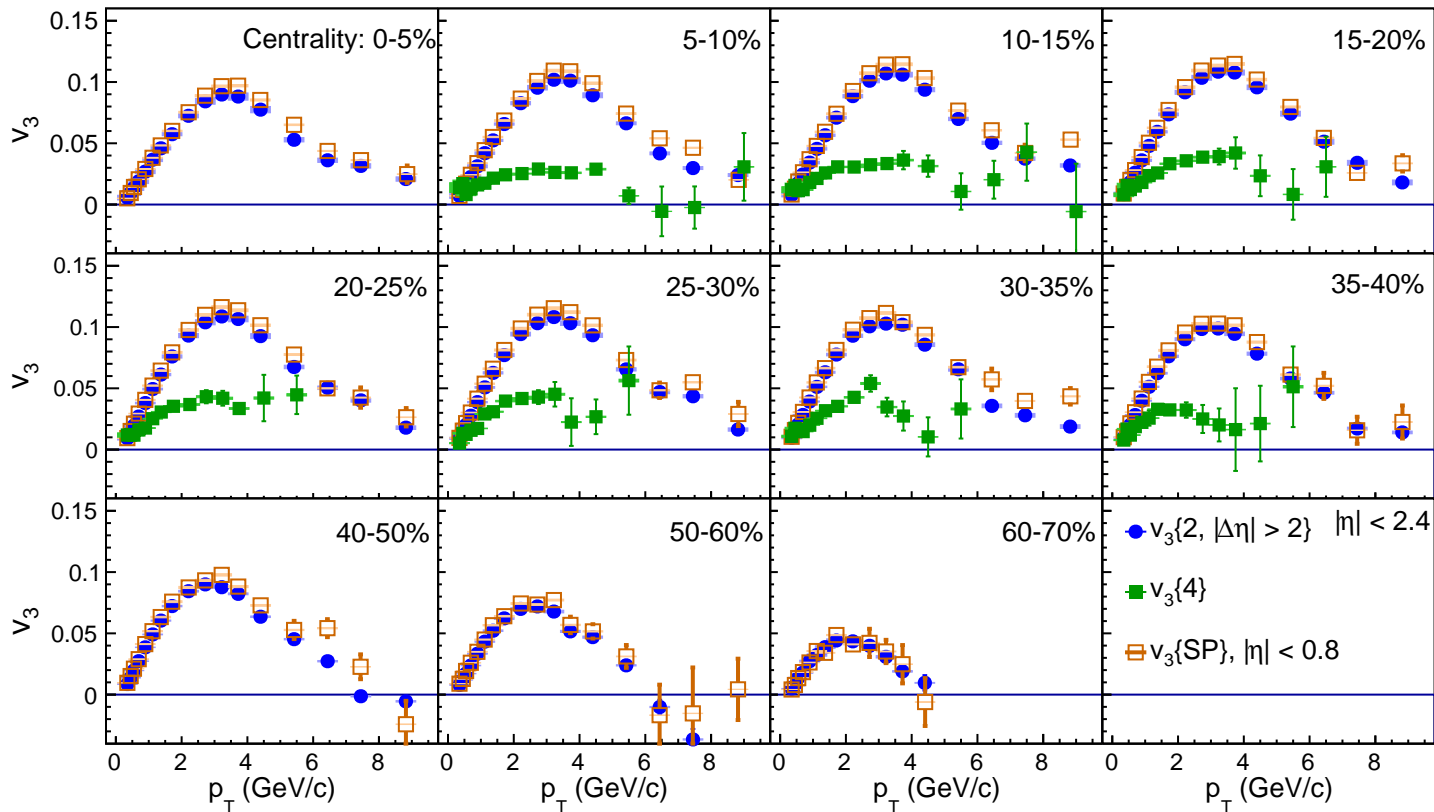 Centrality: 0-5%
5-10%
10-15%
15-20%
v3
0.15
0.1
0.05
0
20-25%
25-30%
30-35%
35-40%
v3
0.15
0.1
0.05
0
40-50%
50-60%
60-70%
v3
0.15
0.1
0.05
0
v3{2, |Δη| > 2} |η| < 2.4
v3{4}
v3{SP}, |η| < 0.8
0 2 4 6 8
2 4 6 8
2 4 6 8
2 4 6 8
pT (GeV/c)
pT (GeV/c)
pT (GeV/c)
pT (GeV/c)